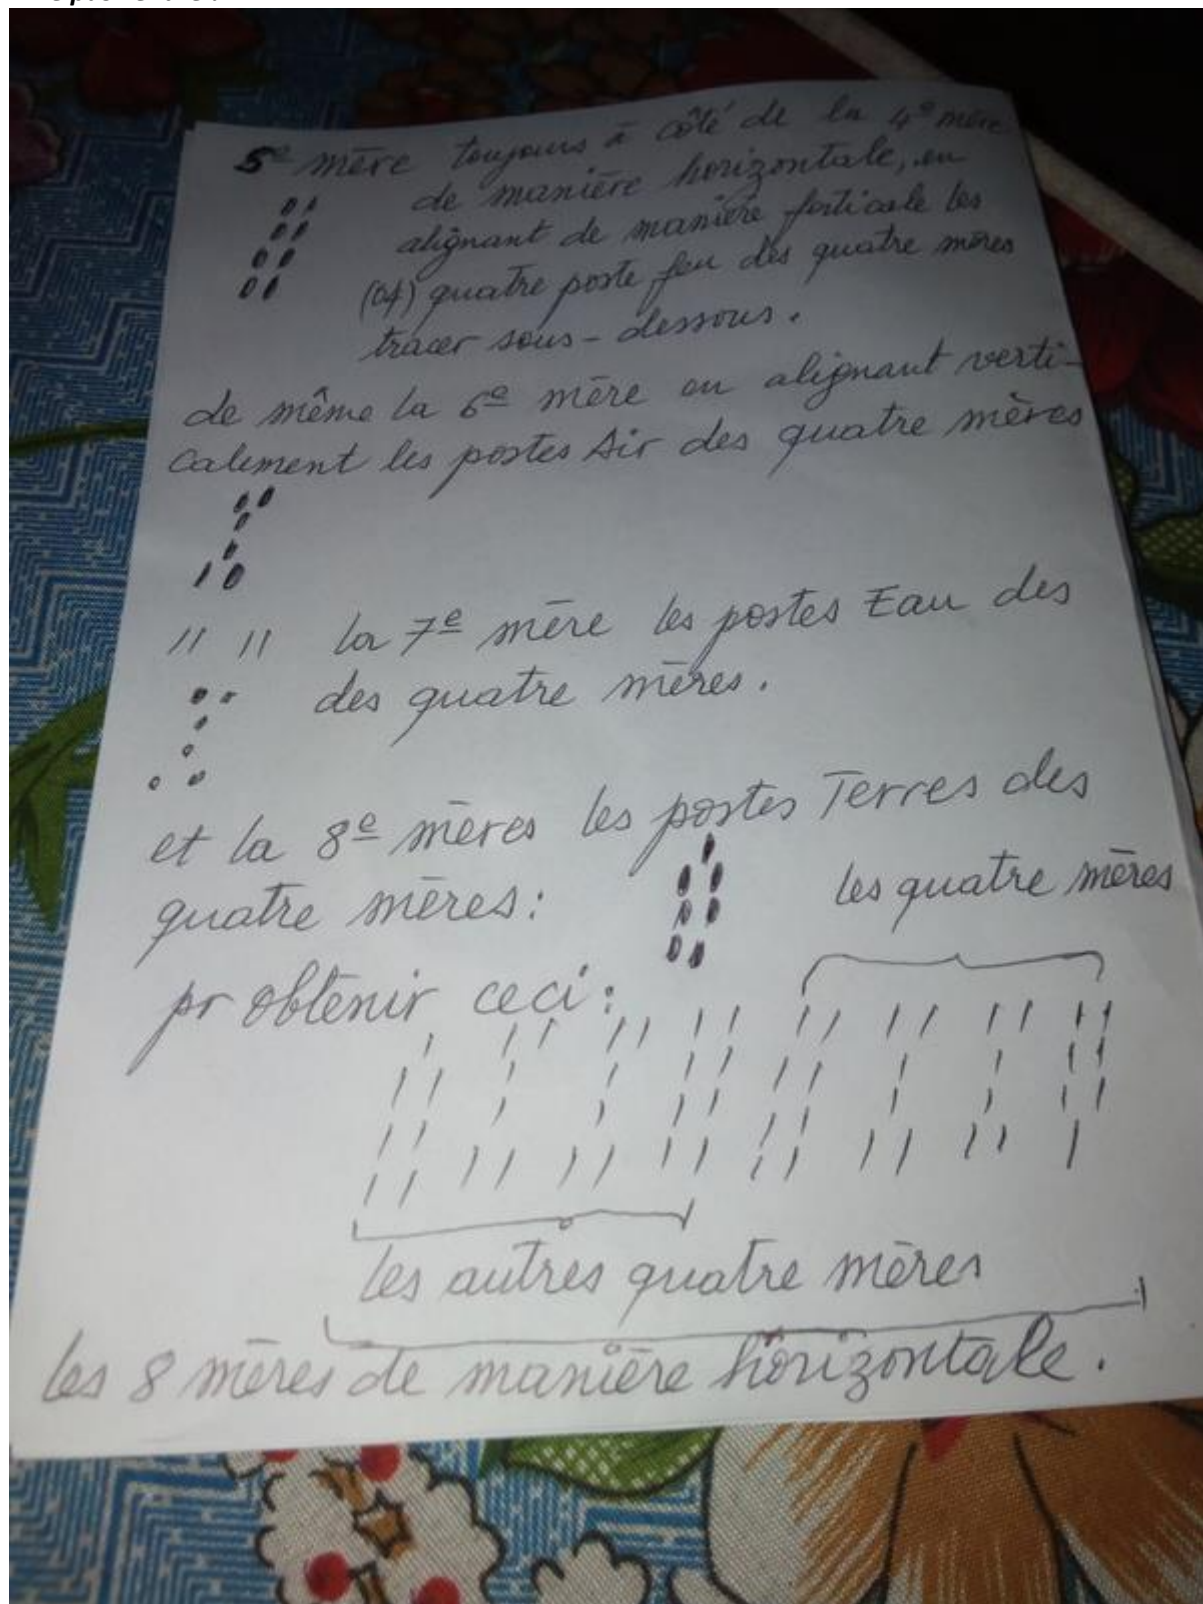 5e mère toujours à côté de la 4e mère
de manière horizontale, en
alignant de manière forticale les
(04) quatre poste feu des quatre mères
tracer sous-dessous.
de même la 6e mère en alignant verti-
calement les postes Air des quatre mères
la 7e mère les postes Eau des
des quatre mères.
et la 8e mères les postes Terres des
quatre mères:
les quatre mères
pr obtenir ceci:
les autres quatre mères
les 8 mères de manière horizontale.